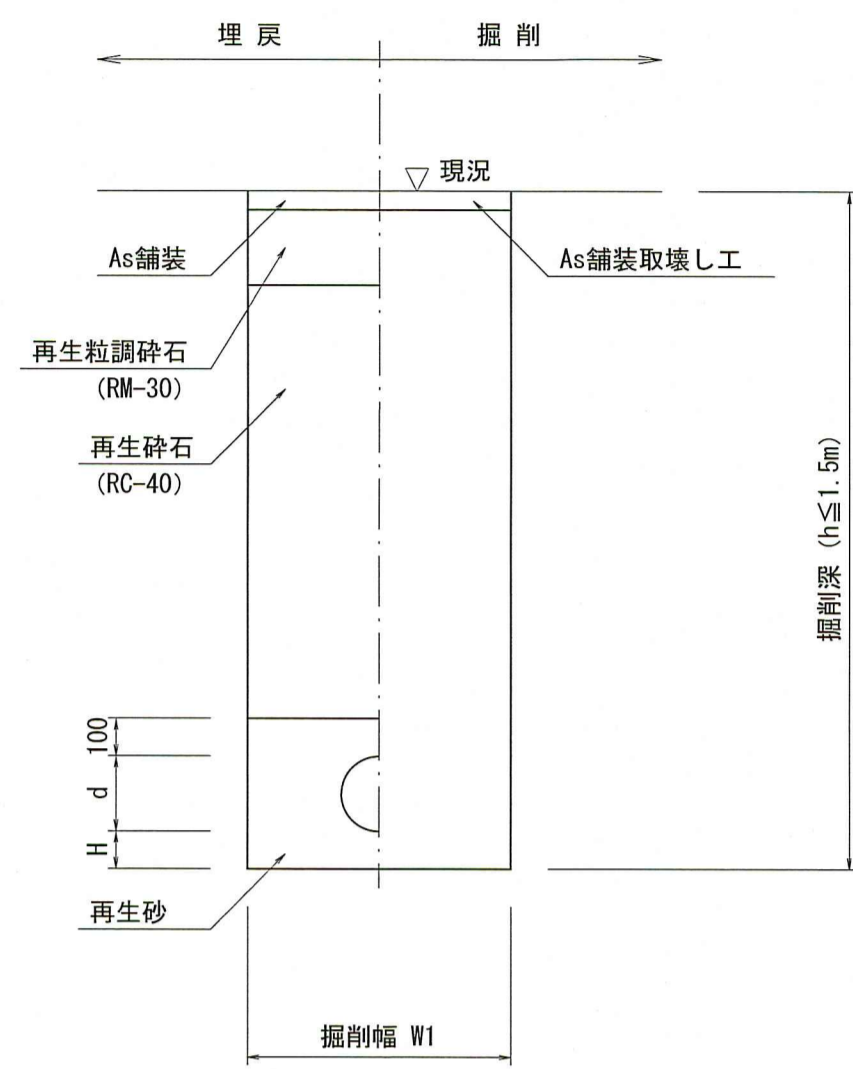 埋 戻
掘 削
現況
As舗装
As舗装取壊し工
再生粒調砕石
(RM-30)
再生砕石
(RC-40)
掘削深 (h≦1.5m)
100
d
H
再生砂
掘削幅 W1